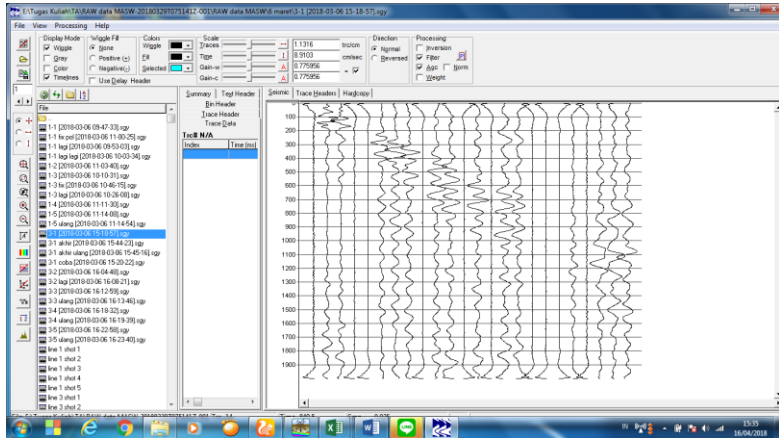 E:\Tugas Kuliah\TA\RAW data MASW-20180329T075141Z-001\RAW data MASW\6 maret\3-1 [2018-03-06 15-18-57].sgy
File View Processing Help
Display Mode
Wiggle
Gray
Color
Timelines
Wiggle Fill
None
Positive (+)
Negative(-)
Use Delay Header
Colors
Wiggle
Fill
Selected
Scale
Traces 1.1316 trc/cm
Time 8.9103 cm/sec
Gain-w 0.775956
Gain-c 0.775956
Direction
Normal
Reversed
Processing
Inversion
Filter
Agc Norm
Weight
1
File
1-1 [2018-03-06 09-47-33].sgy
1-1 fix pol [2018-03-06 11-00-25].sgy
1-1 lagi [2018-03-06 09-53-03].sgy
1-1 lagi lagi [2018-03-06 10-03-34].sgy
1-2 [2018-03-06 11-03-40].sgy
1-3 [2018-03-06 10-10-31].sgy
1-3 fix [2018-03-06 10-46-15].sgy
1-3 lagi [2018-03-06 10-26-08].sgy
1-4 [2018-03-06 11-11-30].sgy
1-5 [2018-03-06 11-14-08].sgy
1-5 ulang [2018-03-06 11-14-54].sgy
3-1 [2018-03-06 15-18-57].sgy
3-1 akhir [2018-03-06 15-44-23].sgy
3-1 akhir ulang [2018-03-06 15-45-16].sgy
3-1 coba [2018-03-06 15-20-22].sgy
3-2 [2018-03-06 16-04-48].sgy
3-2 lagi [2018-03-06 16-08-21].sgy
3-3 [2018-03-06 16-12-59].sgy
3-3 ulang [2018-03-06 16-13-46].sgy
3-4 [2018-03-06 16-18-32].sgy
3-4 ulang [2018-03-06 16-19-39].sgy
3-5 [2018-03-06 16-22-58].sgy
3-5 ulang [2018-03-06 16-23-40].sgy
line 1 shot 1
line 1 shot 2
line 1 shot 3
line 1 shot 4
line 1 shot 5
line 3 shot 1
line 3 shot 2
Summary Text Header
Bin Header
Trace Header
Trace Data
Trc# N/A
Index Time (ms)
Seismic Trace Headers Hardcopy
0
100
200
300
400
500
600
700
800
900
1000
1100
1200
1300
1400
1500
1600
1700
1800
1900
IN
15:35
16/04/2018